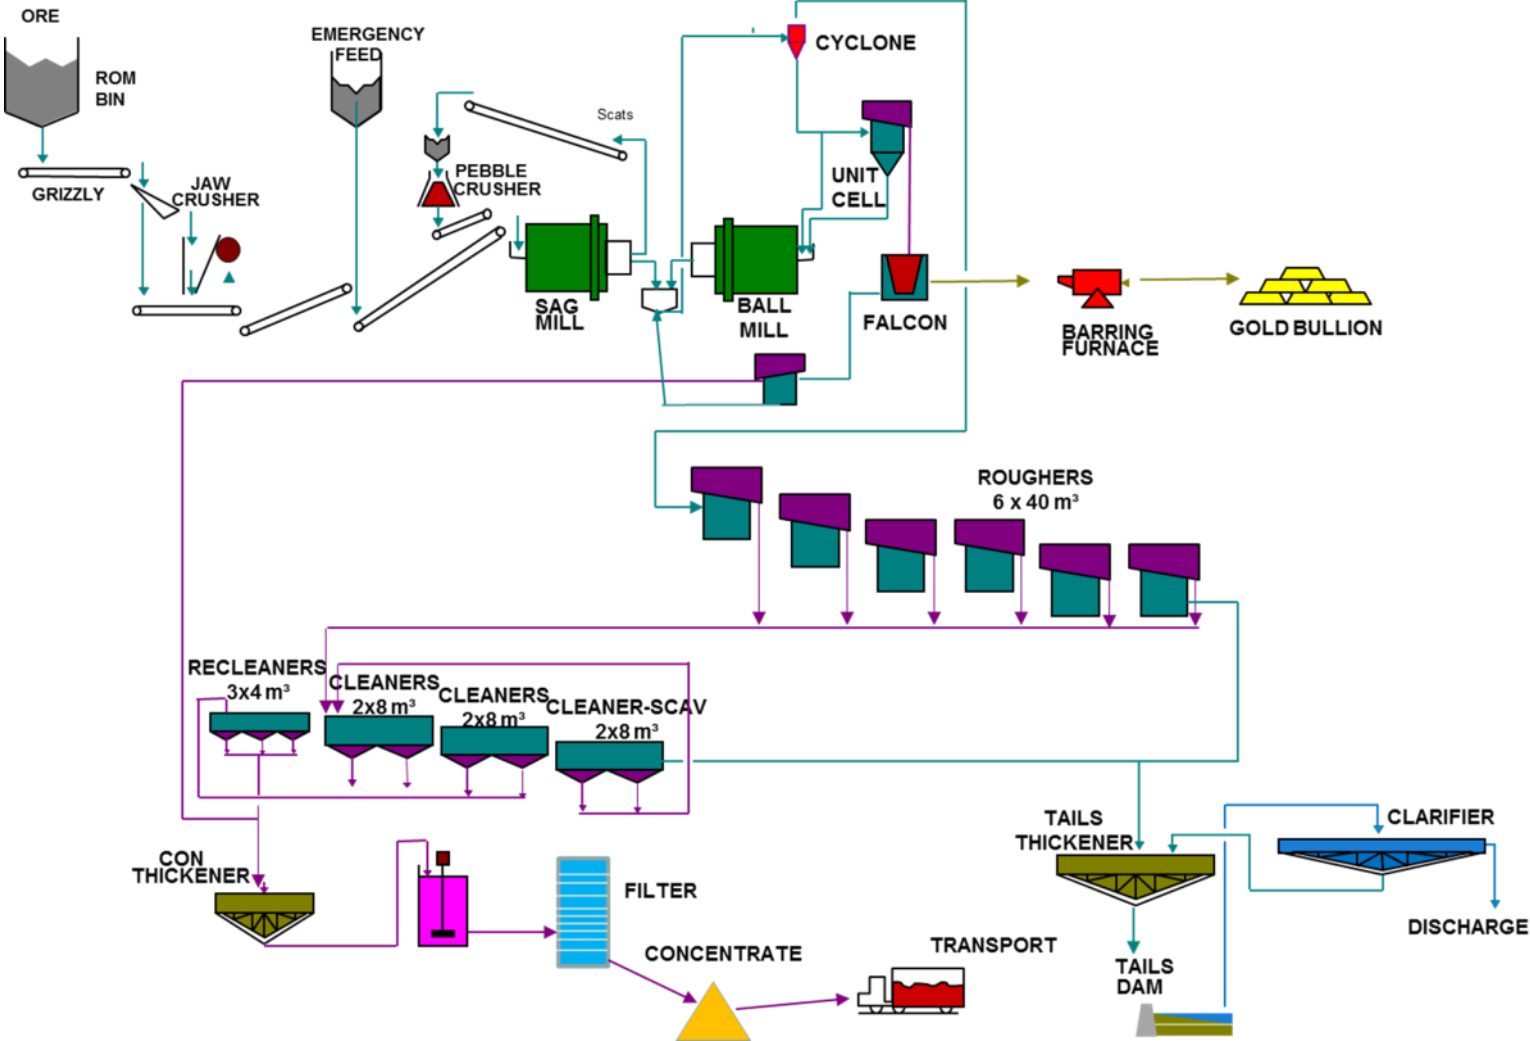 ORE
ROM
BIN
GRIZZLY
JAW
CRUSHER
EMERGENCY
FEED
Scats
PEBBLE
CRUSHER
SAG
MILL
CYCLONE
UNIT
CELL
BALL
MILL
FALCON
BARRING
FURNACE
GOLD BULLION
ROUGHERS
6 x 40 m³
RECLEANERS
3x4 m³
CLEANERS
2x8 m³
CLEANERS
2x8 m³
CLEANER-SCAV
2x8 m³
CON
THICKENER
FILTER
CONCENTRATE
TRANSPORT
TAILS
THICKENER
CLARIFIER
DISCHARGE
TAILS
DAM